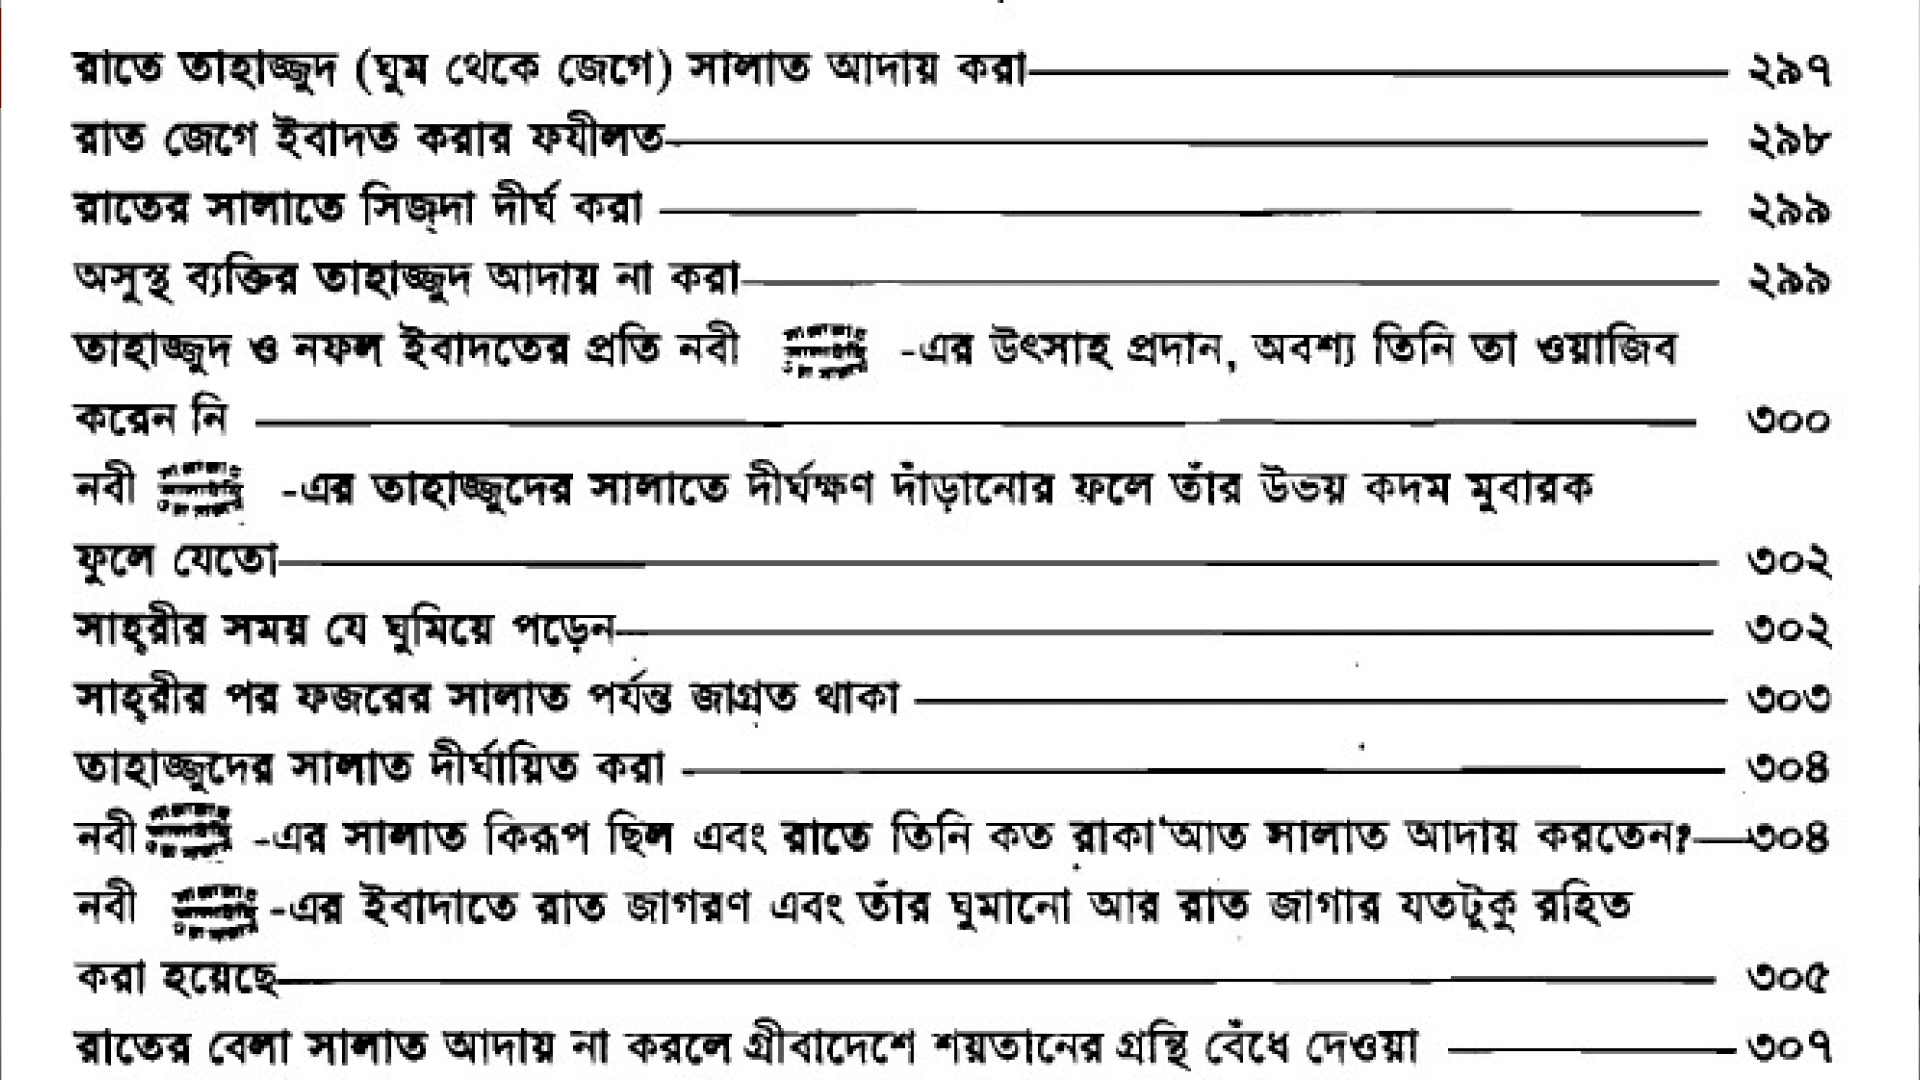 রাতে তাহাজ্জুদ (ঘুম থেকে জেগে) সালাত আদায় করা ২৯৭
রাত জেগে ইবাদত করার ফযীলত ২৯৮
রাতের সালাতে সিজ্‌দা দীর্ঘ করা ২৯৯
অসুস্থ ব্যক্তির তাহাজ্জুদ আদায় না করা ২৯৯
তাহাজ্জুদ ও নফল ইবাদতের প্রতি নবী -এর উৎসাহ প্রদান, অবশ্য তিনি তা ওয়াজিব
করেন নি ৩০০
নবী -এর তাহাজ্জুদের সালাতে দীর্ঘক্ষণ দাঁড়ানোর ফলে তাঁর উভয় কদম মুবারক
ফুলে যেতো ৩০২
সাহ্‌রীর সময় যে ঘুমিয়ে পড়েন ৩০২
সাহ্‌রীর পর ফজরের সালাত পর্যন্ত জাগ্রত থাকা ৩০৩
তাহাজ্জুদের সালাত দীর্ঘায়িত করা ৩০৪
নবী -এর সালাত কিরূপ ছিল এবং রাতে তিনি কত রাকা'আত সালাত আদায় করতেন? ৩০৪
নবী -এর ইবাদাতে রাত জাগরণ এবং তাঁর ঘুমানো আর রাত জাগার যতটুকু রহিত
করা হয়েছে ৩০৫
রাতের বেলা সালাত আদায় না করলে গ্রীবাদেশে শয়তানের গ্রন্থি বেঁধে দেওয়া ৩০৭